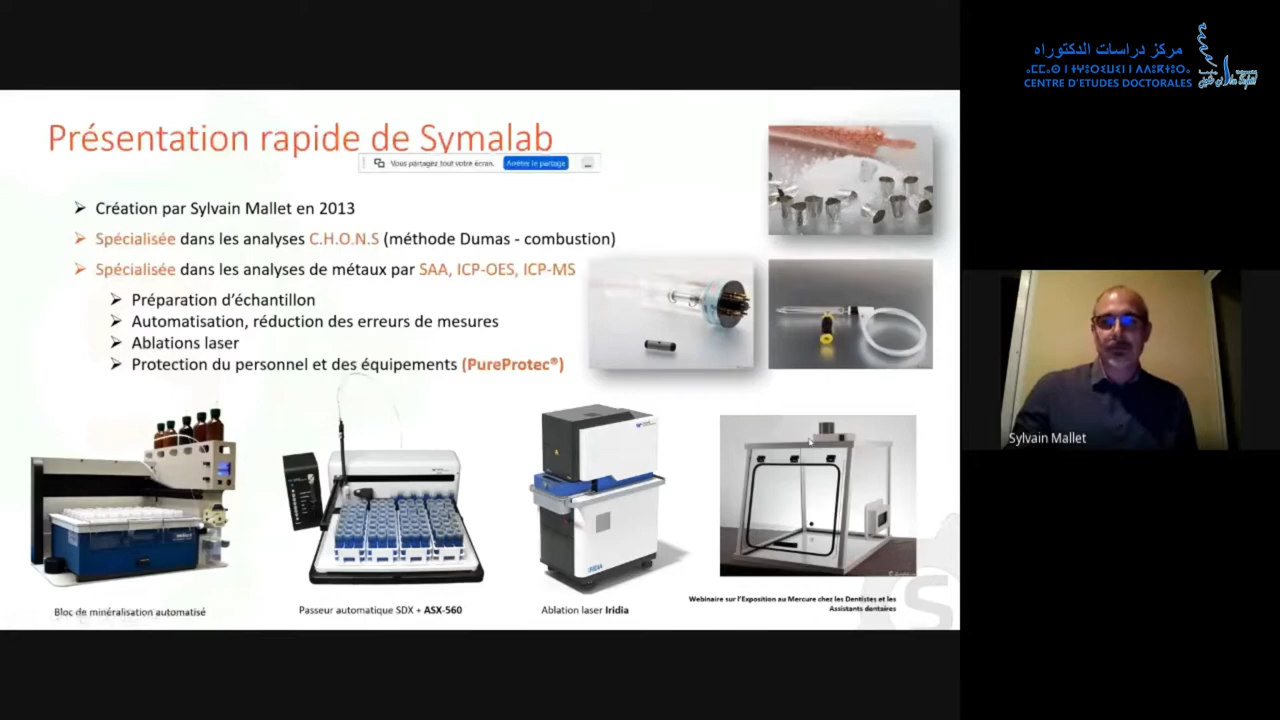 Présentation rapide de Symalab
Vous partagez tout votre écran. Arrêter le partage
Création par Sylvain Mallet en 2013
Spécialisée dans les analyses C.H.O.N.S (méthode Dumas - combustion)
Spécialisée dans les analyses de métaux par SAA, ICP-OES, ICP-MS
Préparation d'échantillon
Automatisation, réduction des erreurs de mesures
Ablations laser
Protection du personnel et des équipements (PureProtec®)
IRIDIA
Bloc de minéralisation automatisé
Passeur automatique SDX + ASX-560
Ablation laser Iridia
Webinaire sur l'Exposition au Mercure chez les Dentistes et les
Assistants dentaires
مركز دراسات الدكتوراه
CENTRE D'ETUDES DOCTORALES
Sylvain Mallet